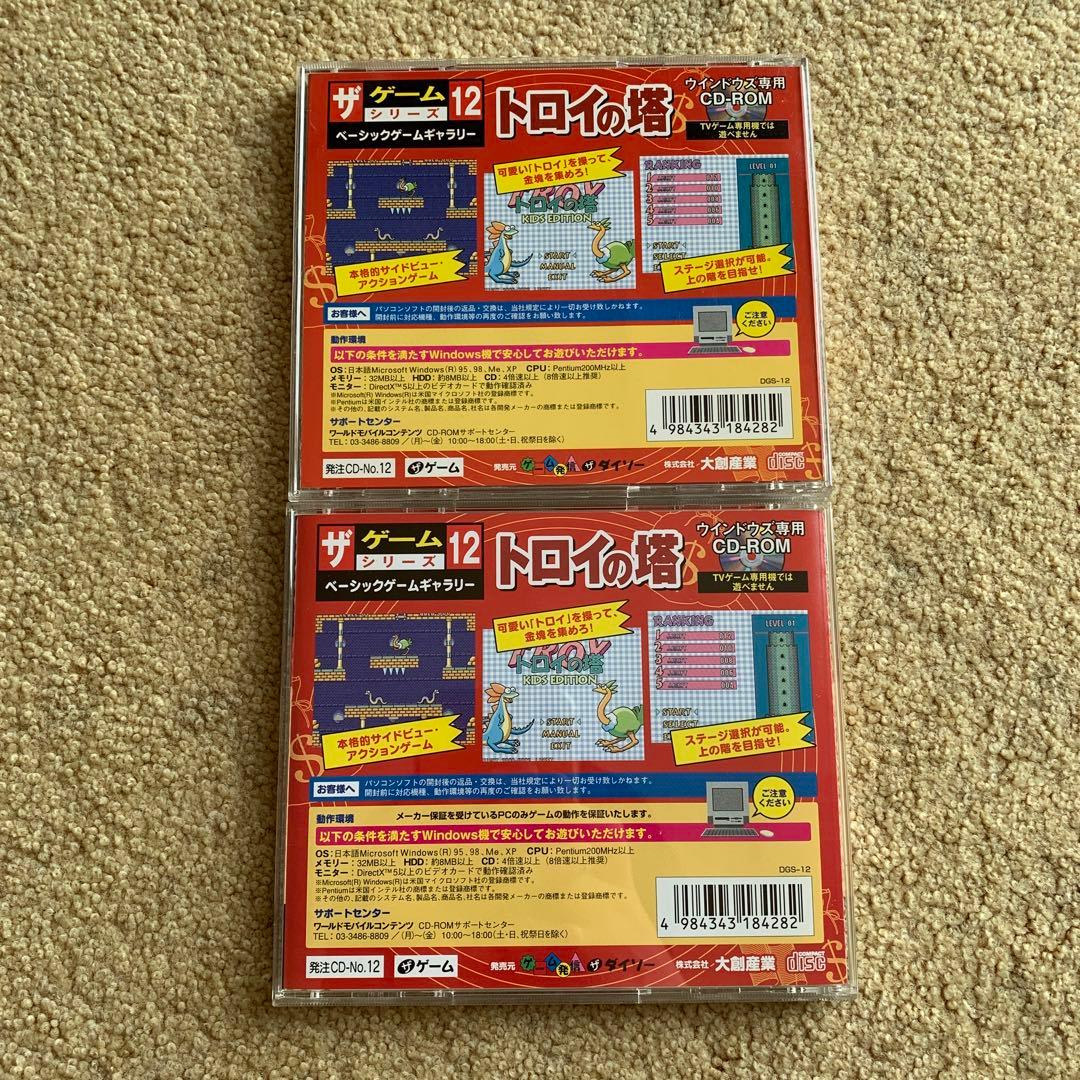 ザ ゲーム シリーズ 12
ベーシックゲームギャラリー
トロイの塔
ウインドウズ専用
CD-ROM
TVゲーム専用機では
遊べません
可愛い「トロイ」を操って、
金塊を集めろ!
トロイの塔
KIDS EDITION
START
MANUAL
EXIT
RANKING
1
2
3
4
5
LEVEL 01
START
SELECT
本格的サイドビュー・
アクションゲーム
ステージ選択が可能。
上の階を目指せ!
お客様へ
パソコンソフトの開封後の返品・交換は、当社規定により一切お受け致しかねます。
開封前に対応機種、動作環境等の再度のご確認をお願い致します。
ご注意
ください
動作環境
以下の条件を満たすWindows機で安心してお遊びいただけます。
OS:日本語Microsoft Windows(R) 95、98、Me、XP CPU:Pentium200MHz以上
メモリー:32MB以上 HDD:約8MB以上 CD:4倍速以上(8倍速以上推奨)
モニター:DirectX™5以上のビデオカードで動作確認済み
※Microsoft(R) Windows(R)は米国マイクロソフト社の登録商標です。
※Pentiumは米国インテル社の商標または登録商標です。
※その他、記載のシステム名、製品名、商品名、社名は各開発メーカーの商標または登録商標です。
DGS-12
4 984343 184282
サポートセンター
ワールドモバイルコンテンツ CD-ROMサポートセンター
TEL:03-3486-8809/(月)〜(金) 10:00〜18:00(土・日、祝祭日を除く)
発注CD-No.12
ザ ゲーム
発売元 ゲーム発信 ザ ダイソー
株式会社 大創産業
COMPACT disc
ザ ゲーム シリーズ 12
ベーシックゲームギャラリー
トロイの塔
ウインドウズ専用
CD-ROM
TVゲーム専用機では
遊べません
可愛い「トロイ」を操って、
金塊を集めろ!
トロイの塔
KIDS EDITION
START
MANUAL
EXIT
RANKING
1
2
3
4
5
LEVEL 01
START
SELECT
本格的サイドビュー・
アクションゲーム
ステージ選択が可能。
上の階を目指せ!
お客様へ
パソコンソフトの開封後の返品・交換は、当社規定により一切お受け致しかねます。
開封前に対応機種、動作環境等の再度のご確認をお願い致します。
ご注意
ください
動作環境 メーカー保証を受けているPCのみゲームの動作を保証いたします。
以下の条件を満たすWindows機で安心してお遊びいただけます。
OS:日本語Microsoft Windows(R) 95、98、Me、XP CPU:Pentium200MHz以上
メモリー:32MB以上 HDD:約8MB以上 CD:4倍速以上(8倍速以上推奨)
モニター:DirectX™5以上のビデオカードで動作確認済み
※Microsoft(R) Windows(R)は米国マイクロソフト社の登録商標です。
※Pentiumは米国インテル社の商標または登録商標です。
※その他、記載のシステム名、製品名、商品名、社名は各開発メーカーの商標または登録商標です。
DGS-12
4 984343 184282
サポートセンター
ワールドモバイルコンテンツ CD-ROMサポートセンター
TEL:03-3486-8809/(月)〜(金) 10:00〜18:00(土・日、祝祭日を除く)
発注CD-No.12
ザ ゲーム
発売元 ゲーム発信 ザ ダイソー
株式会社 大創産業
COMPACT disc